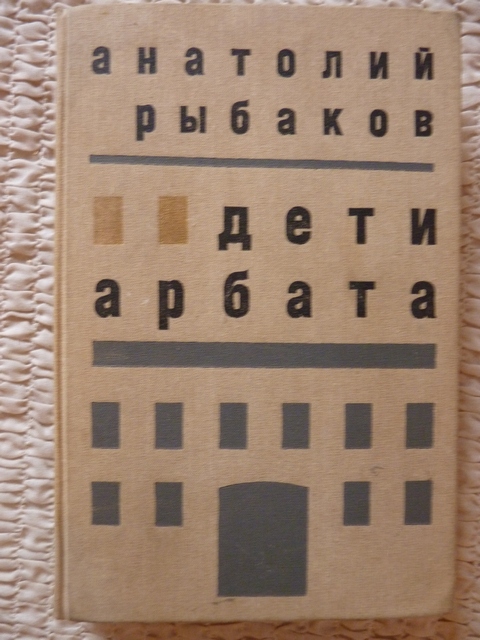 анатолий
рыбаков
дети
арбата